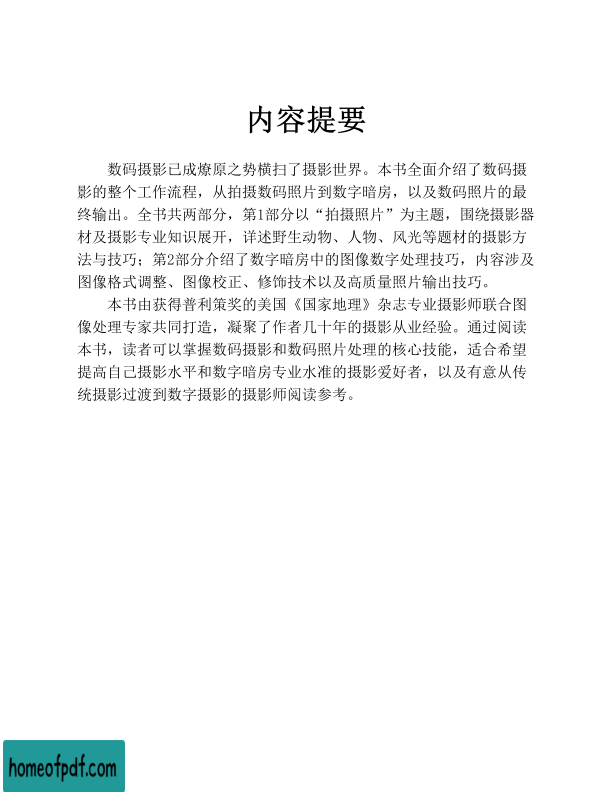 内容提要
数码摄影已成燎原之势横扫了摄影世界。本书全面介绍了数码摄
影的整个工作流程，从拍摄数码照片到数字暗房，以及数码照片的最
终输出。全书共两部分，第1部分以“拍摄照片”为主题，围绕摄影器
材及摄影专业知识展开，详述野生动物、人物、风光等题材的摄影方
法与技巧；第2部分介绍了数字暗房中的图像数字处理技巧，内容涉及
图像格式调整、图像校正、修饰技术以及高质量照片输出技巧。
本书由获得普利策奖的美国《国家地理》杂志专业摄影师联合图
像处理专家共同打造，凝聚了作者几十年的摄影从业经验。通过阅读
本书，读者可以掌握数码摄影和数码照片处理的核心技能，适合希望
提高自己摄影水平和数字暗房专业水准的摄影爱好者，以及有意从传
统摄影过渡到数字摄影的摄影师阅读参考。
homeofpdf.com